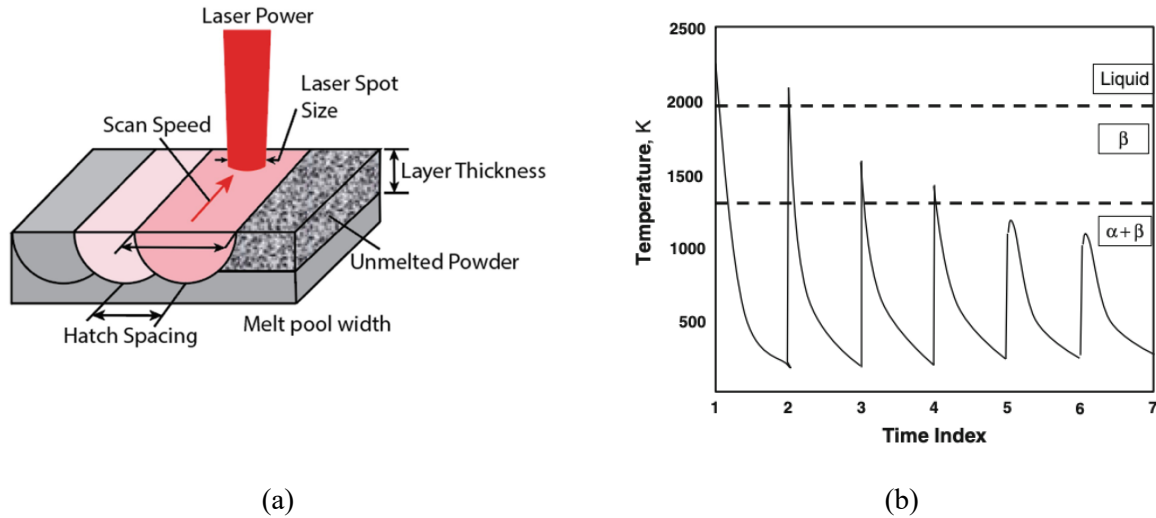 Laser Power
Laser Spot
Size
Scan Speed
Layer Thickness
Unmelted Powder
Hatch Spacing
Melt pool width
(a)
2500
2000
1500
1000
500
Temperature, K
Liquid
β
α+β
1 2 3 4 5 6 7
Time Index
(b)